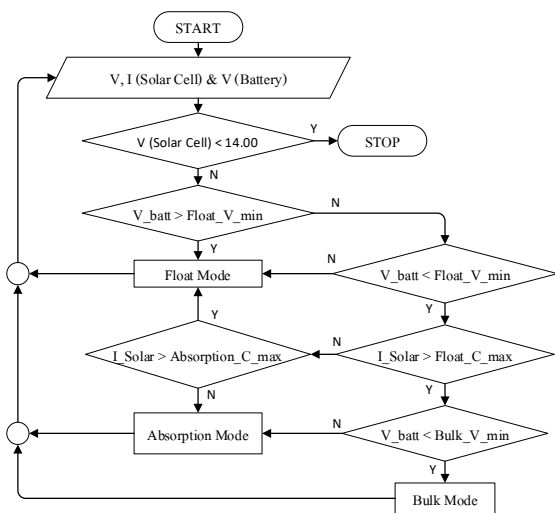 START
V, I (Solar Cell) & V (Battery)
V (Solar Cell) < 14.00
Y
STOP
N
V_batt > Float_V_min
N
Y
Float Mode
N
V_batt < Float_V_min
Y
Y
I_Solar > Absorption_C_max
N
I_Solar > Float_C_max
N
Y
Absorption Mode
N
V_batt < Bulk_V_min
Y
Bulk Mode